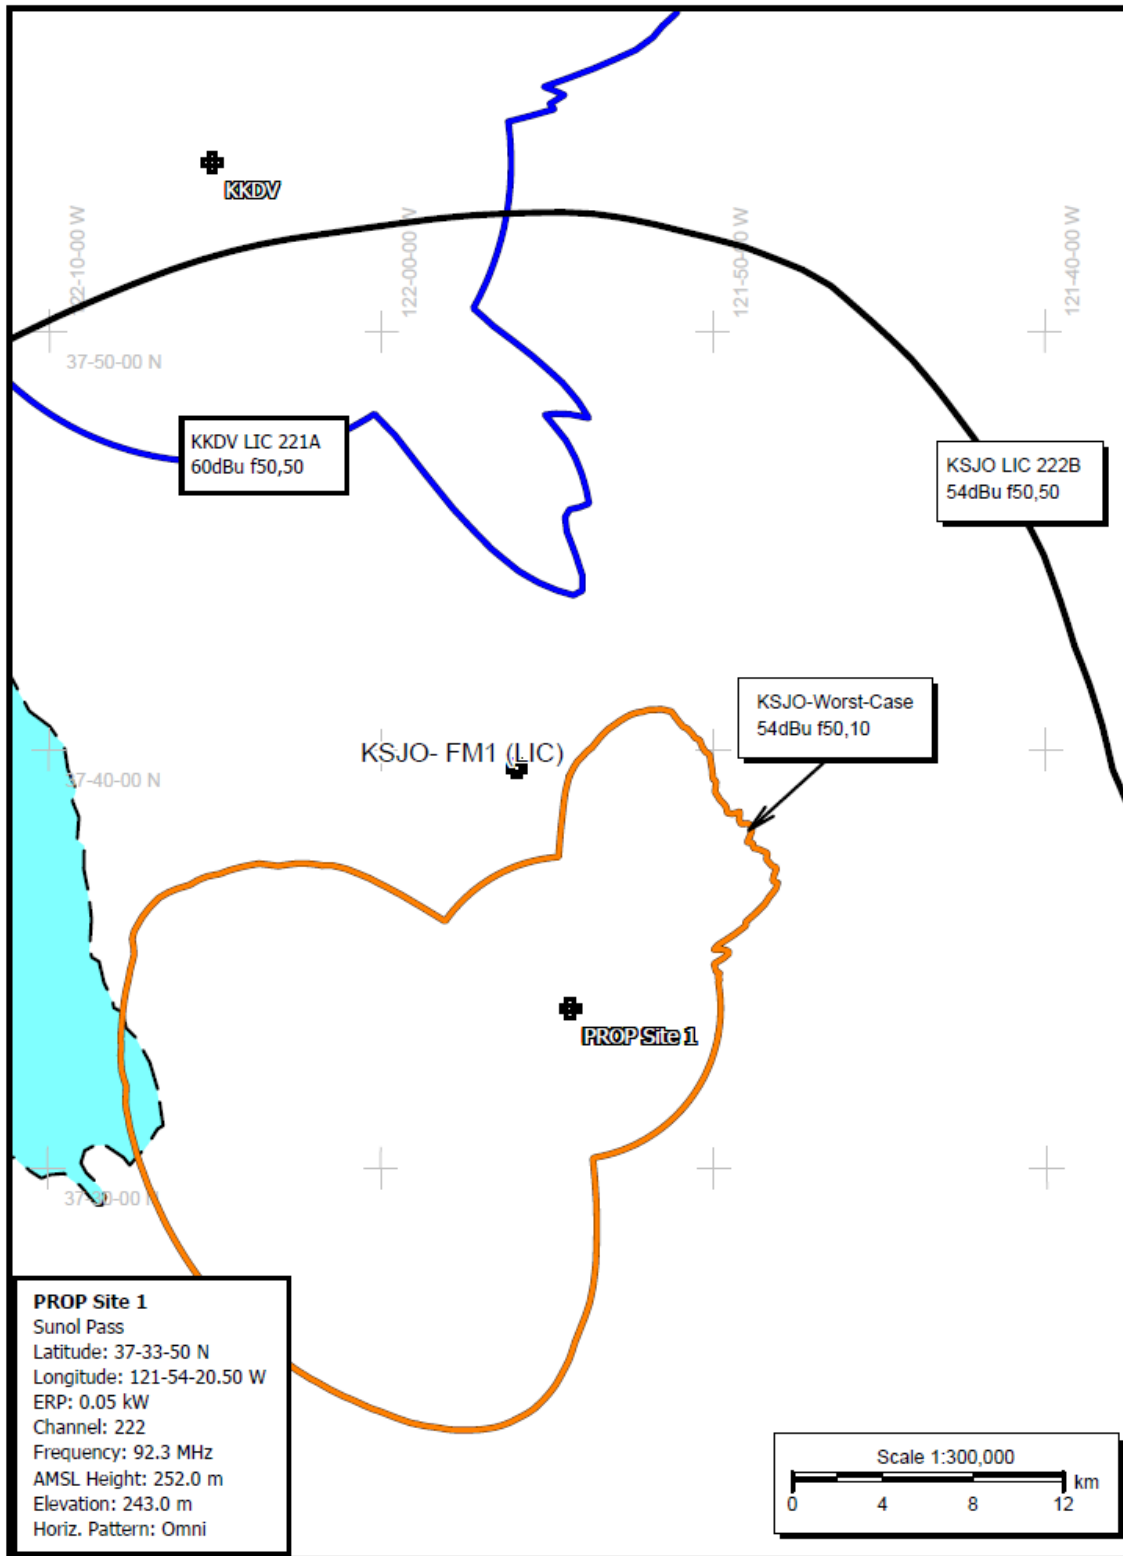 KKDV
22-10-00 W
122-00-00 W
121-50-00 W
121-40-00 W
37-50-00 N
KKDV LIC 221A
60dBu f50,50
KSJO LIC 222B
54dBu f50,50
KSJO-Worst-Case
54dBu f50,10
KSJO- FM1 (LIC)
37-40-00 N
PROP Site 1
37-30-00 N
PROP Site 1
Sunol Pass
Latitude: 37-33-50 N
Longitude: 121-54-20.50 W
ERP: 0.05 kW
Channel: 222
Frequency: 92.3 MHz
AMSL Height: 252.0 m
Elevation: 243.0 m
Horiz. Pattern: Omni
Scale 1:300,000
km
0 4 8 12